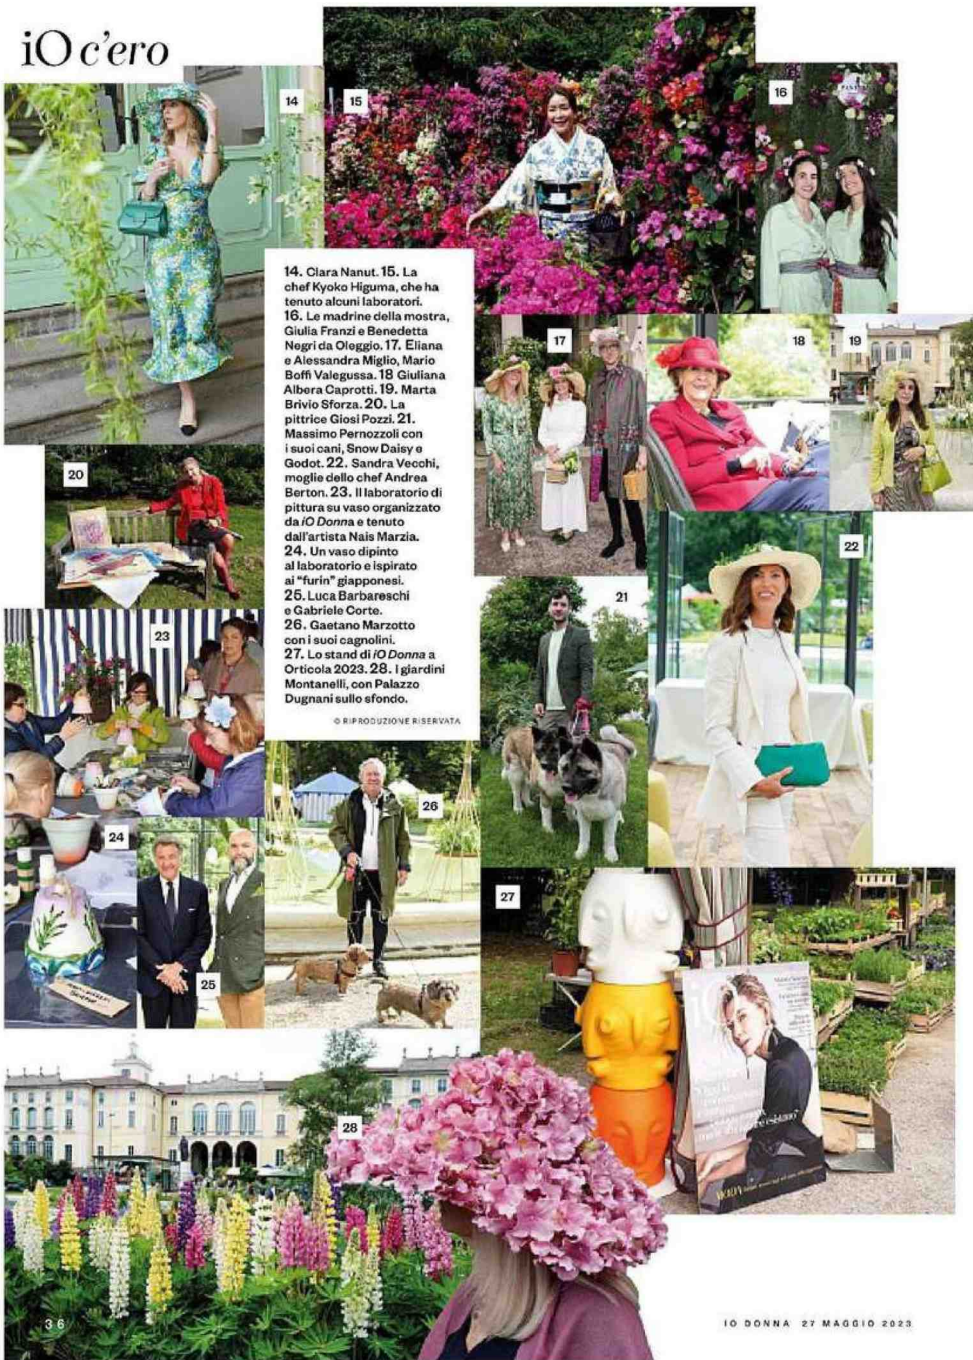 iO c'ero
14
15
16
14. Clara Nanut. 15. La
chef Kyoko Higuma, che ha
tenuto alcuni laboratori.
16. Le madrine della mostra,
Giulia Franzi e Benedetta
Negri da Oleggio. 17. Eliana
e Alessandra Miglio, Mario
Boffi Valegussa. 18 Giuliana
Albera Caprotti. 19. Marta
Brivio Sforza. 20. La
pittrice Giosi Pozzi. 21.
Massimo Pernozzoli con
i suoi cani, Snow Daisy e
Godot. 22. Sandra Vecchi,
moglie dello chef Andrea
Berton. 23. Il laboratorio di
pittura su vaso organizzato
da iO Donna e tenuto
dall'artista Nais Marzia.
24. Un vaso dipinto
al laboratorio e ispirato
ai "furin" giapponesi.
25. Luca Barbareschi
e Gabriele Corte.
26. Gaetano Marzotto
con i suoi cagnolini.
27. Lo stand di iO Donna a
Orticola 2023. 28. I giardini
Montanelli, con Palazzo
Dugnani sullo sfondo.
© RIPRODUZIONE RISERVATA
17
18
19
20
21
22
23
24
25
26
27
iO
MODA
28
36
IO DONNA 27 MAGGIO 2023